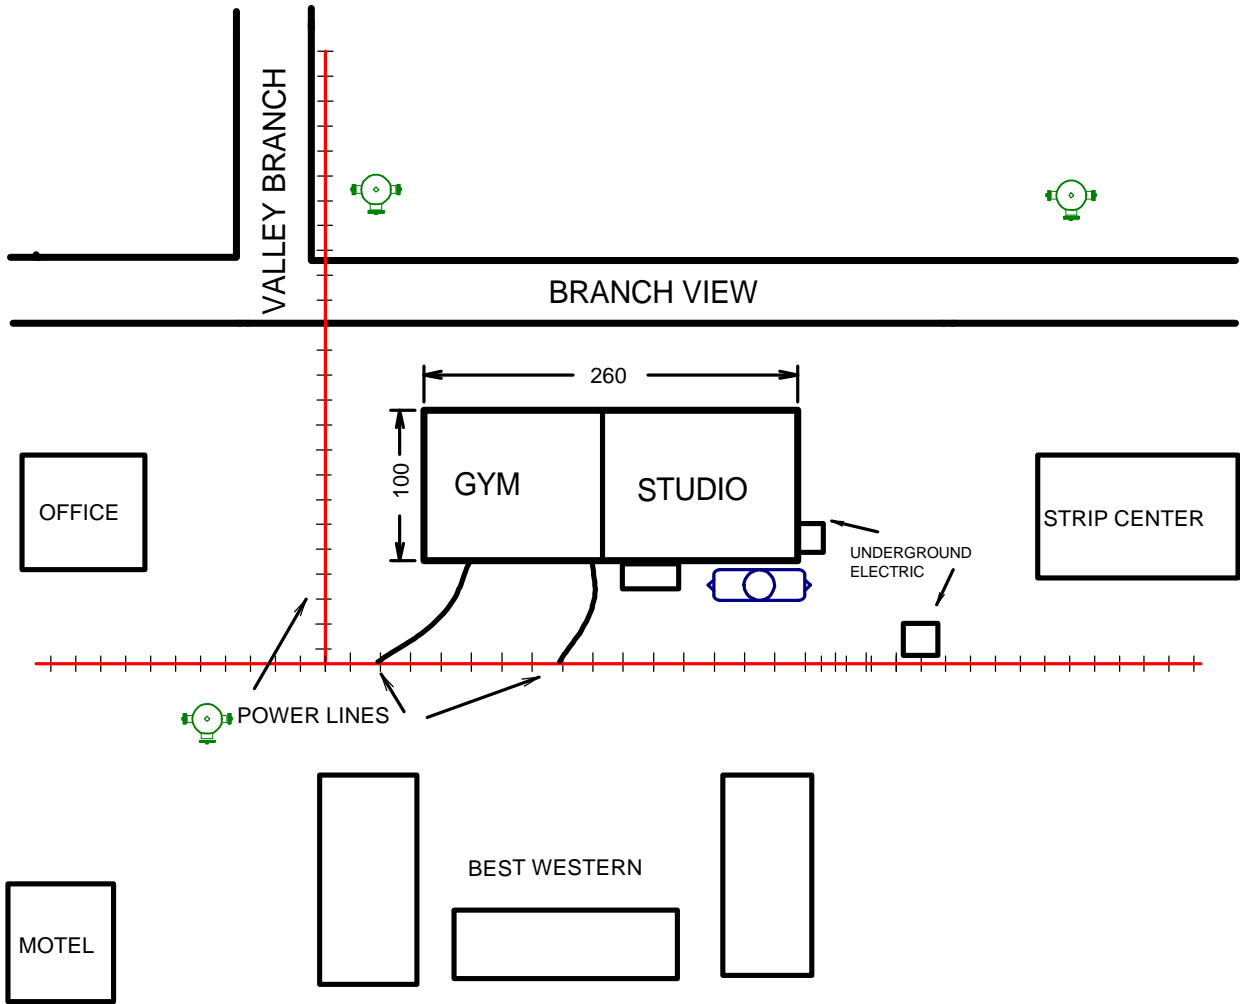 VALLEY BRANCH
BRANCH VIEW
260
100
GYM
STUDIO
OFFICE
STRIP CENTER
UNDERGROUND
ELECTRIC
POWER LINES
BEST WESTERN
MOTEL